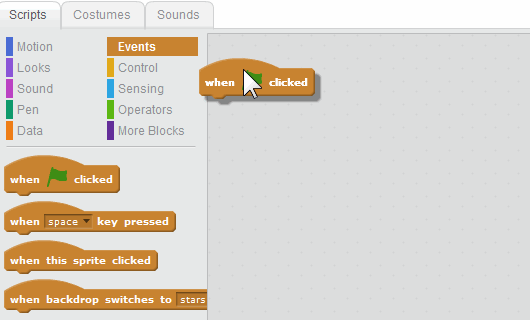 Scripts Costumes Sounds
Motion Events
Looks Control
Sound Sensing
Pen Operators
Data More Blocks
when clicked
when clicked
when space key pressed
when this sprite clicked
when backdrop switches to stars